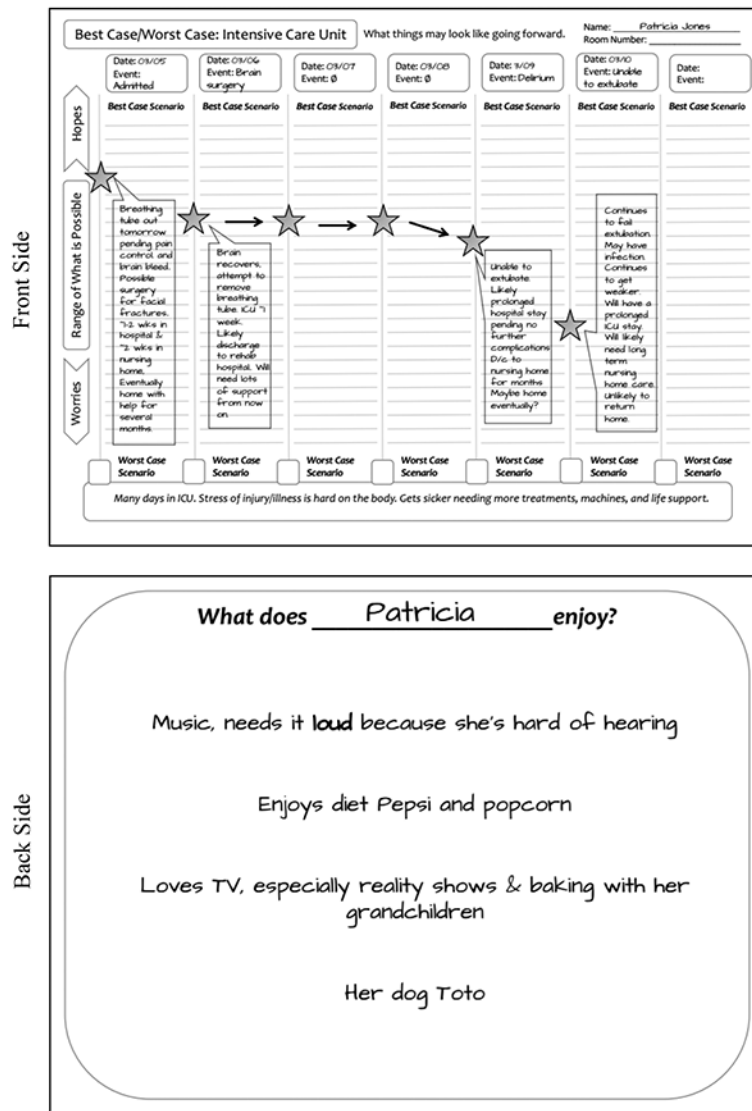 Front Side
Best Case/Worst Case: Intensive Care Unit
What things may look like going forward.
Name: Patricia Jones
Room Number:
Date: 03/05
Event:
Admitted
Date: 03/06
Event: Brain
surgery
Date: 03/07
Event: Ø
Date: 03/08
Event: Ø
Date: 3/09
Event: Delirium
Date: 03/10
Event: Unable
to extubate
Date:
Event:
Best Case Scenario
Best Case Scenario
Best Case Scenario
Best Case Scenario
Best Case Scenario
Best Case Scenario
Best Case Scenario
Hopes
Range of What is Possible
Worries
Breathing
tube out
tomorrow
pending pain
control and
brain bleed.
Possible
surgery
for facial
fractures.
~1-2 wks in
hospital &
~2 wks in
nursing
home.
Eventually
home with
help for
several
months.
Brain
recovers,
attempt to
remove
breathing
tube. ICU ~1
week.
Likely
discharge
to rehab
hospital. Will
need lots
of support
from now
on
Unable to
extubate.
Likely
prolonged
hospital stay
pending no
further
complications
D/c to
nursing home
for months
Maybe home
eventually?
Continues
to fail
extubation.
May have
infection.
Continues
to get
weaker.
Will have a
prolonged
ICU stay.
Will likely
need long
term
nursing
home care.
Unlikely to
return
home.
Worst Case
Scenario
Worst Case
Scenario
Worst Case
Scenario
Worst Case
Scenario
Worst Case
Scenario
Worst Case
Scenario
Worst Case
Scenario
Many days in ICU. Stress of injury/illness is hard on the body. Gets sicker needing more treatments, machines, and life support.
Back Side
What does Patricia enjoy?
Music, needs it loud because she's hard of hearing
Enjoys diet Pepsi and popcorn
Loves TV, especially reality shows & baking with her
grandchildren
Her dog Toto